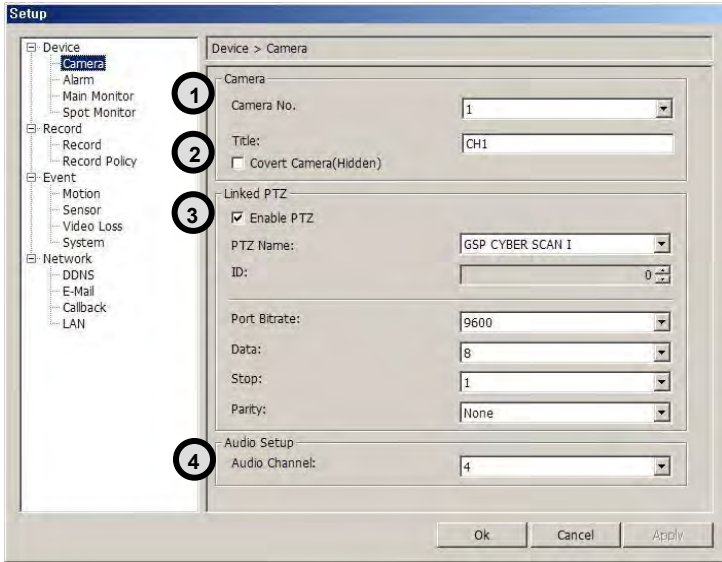 Setup
Device
Camera
Alarm
Main Monitor
Spot Monitor
Record
Record
Record Policy
Event
Motion
Sensor
Video Loss
System
Network
DDNS
E-Mail
Callback
LAN
Device > Camera
Camera
1
Camera No.
1
2
Title:
CH1
Covert Camera(Hidden)
Linked PTZ
3
Enable PTZ
PTZ Name:
GSP CYBER SCAN I
ID:
0
Port Bitrate:
9600
Data:
8
Stop:
1
Parity:
None
Audio Setup
4
Audio Channel:
4
Ok
Cancel
Apply